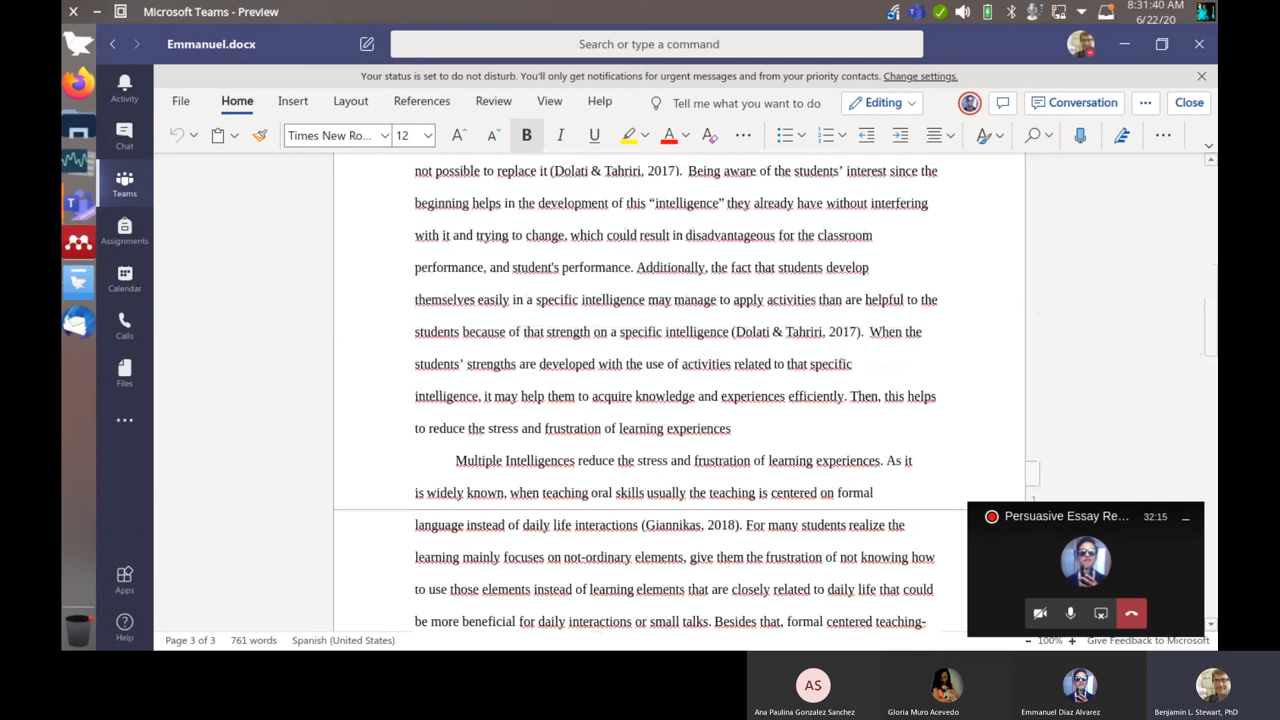 Microsoft Teams - Preview
8:31:40 AM
6/22/20
Emmanuel.docx
Search or type a command
Your status is set to do not disturb. You'll only get notifications for urgent messages and from your priority contacts. Change settings.
File Home Insert Layout References Review View Help Tell me what you want to do Editing Conversation Close
Times New Ro... 12 B I U A
Activity
Chat
Teams
Assignments
Calendar
Calls
Files
Apps
Help
not possible to replace it (Dolati & Tahriri, 2017). Being aware of the students’ interest since the
beginning helps in the development of this “intelligence” they already have without interfering
with it and trying to change, which could result in disadvantageous for the classroom
performance, and student's performance. Additionally, the fact that students develop
themselves easily in a specific intelligence may manage to apply activities than are helpful to the
students because of that strength on a specific intelligence (Dolati & Tahriri, 2017). When the
students’ strengths are developed with the use of activities related to that specific
intelligence, it may help them to acquire knowledge and experiences efficiently. Then, this helps
to reduce the stress and frustration of learning experiences
Multiple Intelligences reduce the stress and frustration of learning experiences. As it
is widely known, when teaching oral skills usually the teaching is centered on formal
language instead of daily life interactions (Giannikas, 2018). For many students realize the
learning mainly focuses on not-ordinary elements, give them the frustration of not knowing how
to use those elements instead of learning elements that are closely related to daily life that could
be more beneficial for daily interactions or small talks. Besides that, formal centered teaching-
Persuasive Essay Re... 32:15
Page 3 of 3 761 words Spanish (United States)
- 100% + Give Feedback to Microsoft
AS
Ana Paulina Gonzalez Sanchez
Gloria Muro Acevedo
Emmanuel Diaz Alvarez
Benjamin L. Stewart, PhD